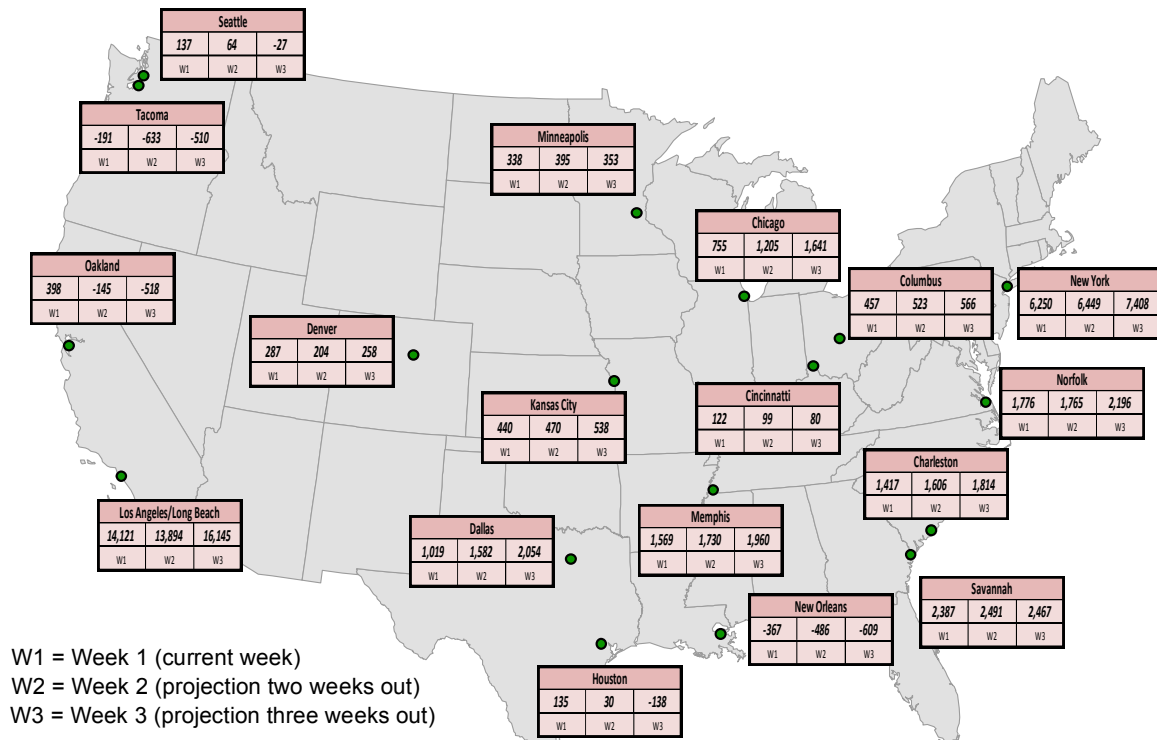 Seattle
137 64 -27
W1 W2 W3
Tacoma
-191 -633 -510
W1 W2 W3
Minneapolis
338 395 353
W1 W2 W3
Chicago
755 1,205 1,641
W1 W2 W3
Oakland
398 -145 -518
W1 W2 W3
Columbus
457 523 566
W1 W2 W3
New York
6,250 6,449 7,408
W1 W2 W3
Denver
287 204 258
W1 W2 W3
Norfolk
1,776 1,765 2,196
W1 W2 W3
Kansas City
440 470 538
W1 W2 W3
Cincinnatti
122 99 80
W1 W2 W3
Charleston
1,417 1,606 1,814
W1 W2 W3
Los Angeles/Long Beach
14,121 13,894 16,145
W1 W2 W3
Dallas
1,019 1,582 2,054
W1 W2 W3
Memphis
1,569 1,730 1,960
W1 W2 W3
Savannah
2,387 2,491 2,467
W1 W2 W3
New Orleans
-367 -486 -609
W1 W2 W3
Houston
135 30 -138
W1 W2 W3
W1 = Week 1 (current week)
W2 = Week 2 (projection two weeks out)
W3 = Week 3 (projection three weeks out)